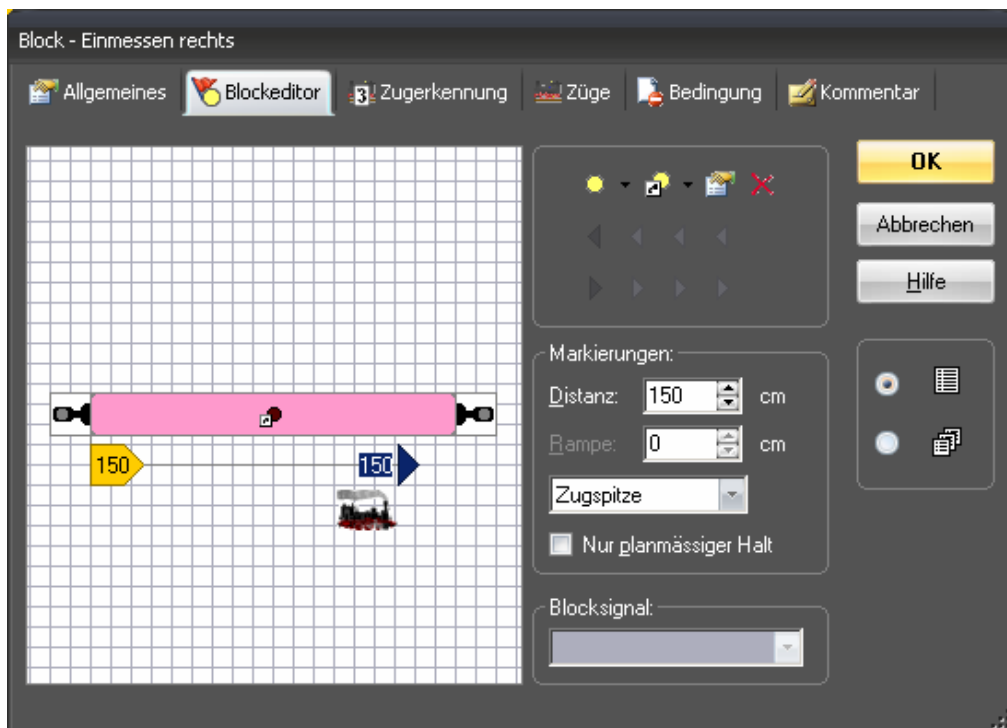 Block - Einmessen rechts
Allgemeines Blockeditor Zugerkennung Züge Bedingung Kommentar
OK
Abbrechen
Hilfe
Markierungen:
Distanz: 150 cm
Rampe: 0 cm
Zugspitze
Nur planmässiger Halt
Blocksignal:
150 150